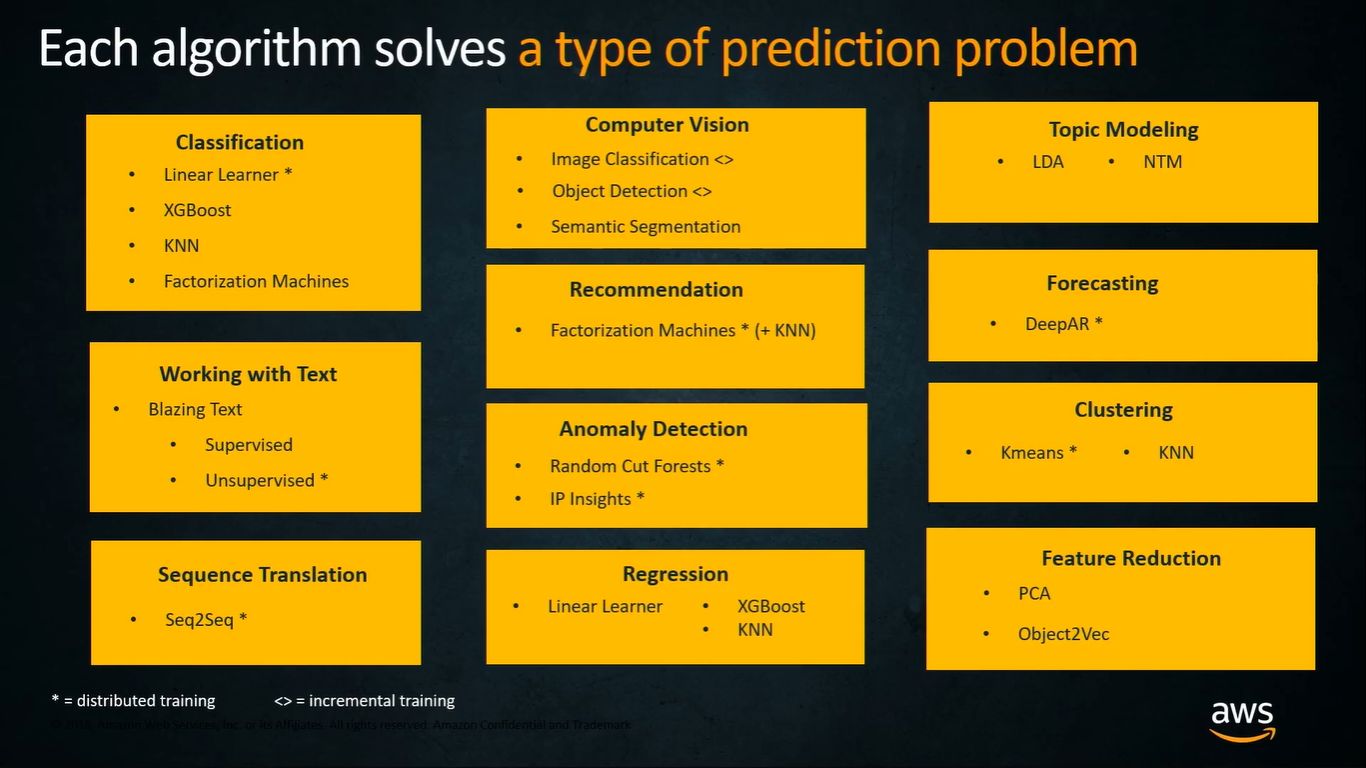 Each algorithm solves a type of prediction problem
Classification
• Linear Learner *
• XGBoost
• KNN
• Factorization Machines
Working with Text
• Blazing Text
• Supervised
• Unsupervised *
Sequence Translation
• Seq2Seq *
Computer Vision
• Image Classification <>
• Object Detection <>
• Semantic Segmentation
Recommendation
• Factorization Machines * (+ KNN)
Anomaly Detection
• Random Cut Forests *
• IP Insights *
Regression
• Linear Learner • XGBoost
• KNN
Topic Modeling
• LDA • NTM
Forecasting
• DeepAR *
Clustering
• Kmeans * • KNN
Feature Reduction
• PCA
• Object2Vec
* = distributed training <> = incremental training
Amazon Web Services, Inc. or its Affiliates. All rights reserved. Amazon Confidential and Trademark
aws